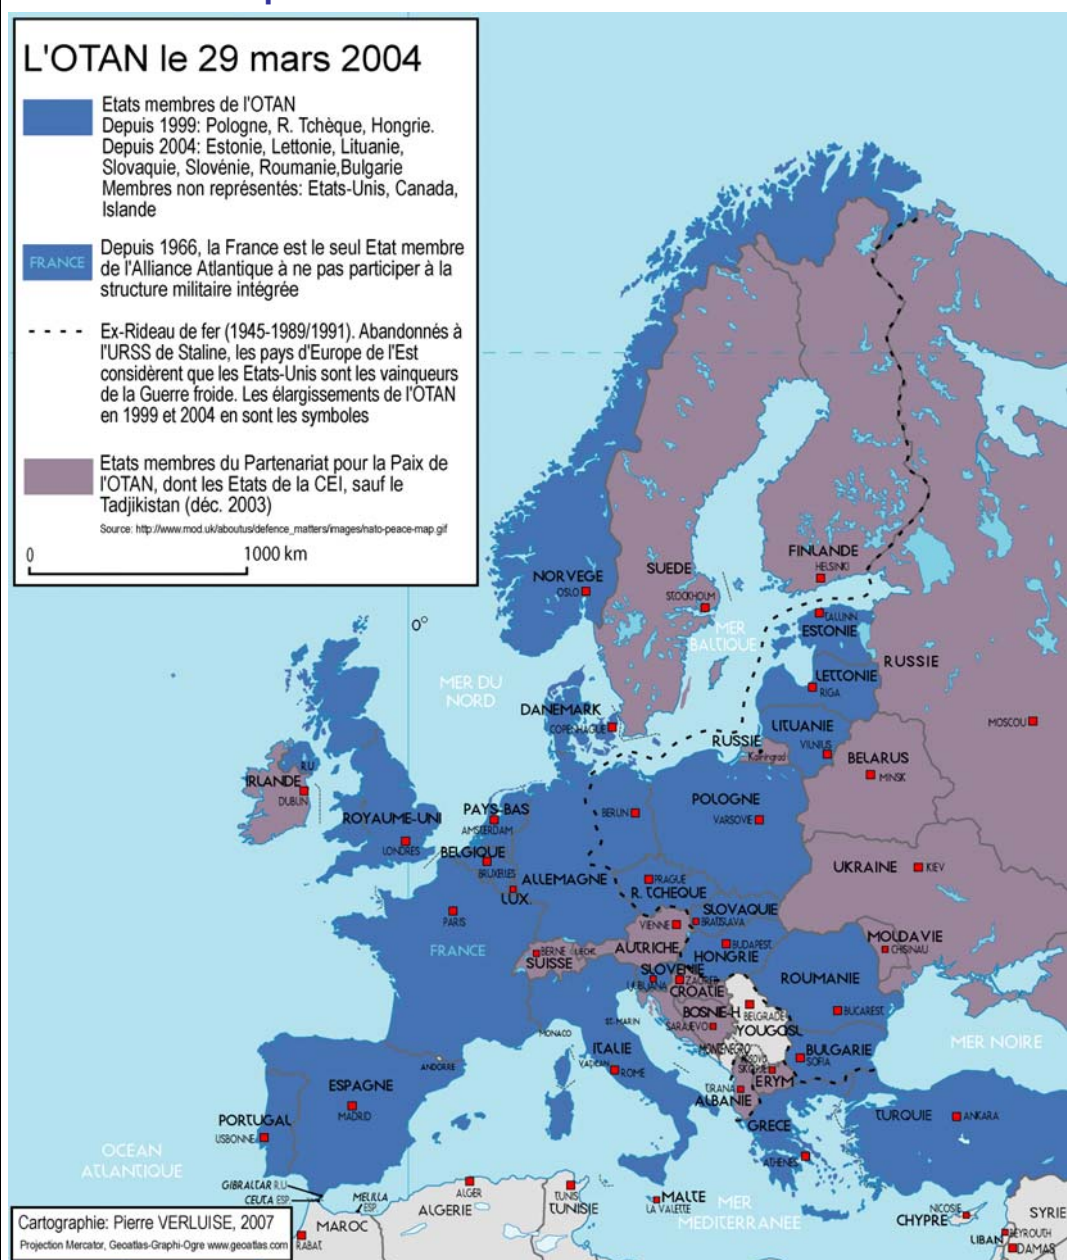 L'OTAN le 29 mars 2004
Etats membres de l'OTAN
Depuis 1999: Pologne, R. Tchèque, Hongrie.
Depuis 2004: Estonie, Lettonie, Lituanie,
Slovaquie, Slovénie, Roumanie,Bulgarie
Membres non représentés: Etats-Unis, Canada,
Islande
FRANCE
Depuis 1966, la France est le seul Etat membre
de l'Alliance Atlantique à ne pas participer à la
structure militaire intégrée
Ex-Rideau de fer (1945-1989/1991). Abandonnés à
l'URSS de Staline, les pays d'Europe de l'Est
considèrent que les Etats-Unis sont les vainqueurs
de la Guerre froide. Les élargissements de l'OTAN
en 1999 et 2004 en sont les symboles
Etats membres du Partenariat pour la Paix de
l'OTAN, dont les Etats de la CEI, sauf le
Tadjikistan (déc. 2003)
Source: http://www.mod.uk/aboutus/defence_matters/images/nato-peace-map.gif
0 1000 km
0°
NORVEGE
OSLO
SUEDE
STOCKHOLM
FINLANDE
HELSINKI
MER
BALTIQUE
TALLINN
ESTONIE
RUSSIE
LETTONIE
RIGA
MER DU
NORD
DANEMARK
COPENHAGUE
LITUANIE
VILNIUS
MOSCOU
RUSSIE
Kaliningrad
BELARUS
MINSK
R.U
IRLANDE
DUBLIN
ROYAUME-UNI
LONDRES
PAYS-BAS
AMSTERDAM
BERLIN
POLOGNE
VARSOVIE
BELGIQUE
BRUXELLES
ALLEMAGNE
LUX.
PRAGUE
R. TCHEQUE
UKRAINE
KIEV
PARIS
FRANCE
SLOVAQUIE
BRATISLAVA
VIENNE
AUTRICHE
BUDAPEST
HONGRIE
MOLDAVIE
CHISINAU
BERNE
LIECH.
SUISSE
SLOVENIE
LJUBLJANA
ZAGREB
CROATIE
ROUMANIE
BUCAREST
BOSNIE-H
SARAJEVO
BELGRADE
YOUGOSL
MONACO
ST-MARIN
ITALIE
VATICAN
ROME
MONTENEGRO
KOSOVO
SKOPJE
ERYM
BULGARIE
SOFIA
MER NOIRE
ANDORRE
ESPAGNE
MADRID
PORTUGAL
LISBONNE
TIRANA
ALBANIE
GRECE
ATHENES
TURQUIE
ANKARA
OCEAN
ATLANTIQUE
GIBRALTAR R.U
CEUTA ESP
MELILLA
ESP
ALGER
ALGERIE
TUNIS
TUNISIE
MALTE
LA VALETTE
MER
MEDITERRANEE
NICOSIE
CHYPRE
SYRIE
LIBAN
BEYROUTH
DAMAS
MAROC
RABAT
Cartographie: Pierre VERLUISE, 2007
Projection Mercator, Geoatlas-Graphi-Ogre www.geoatlas.com